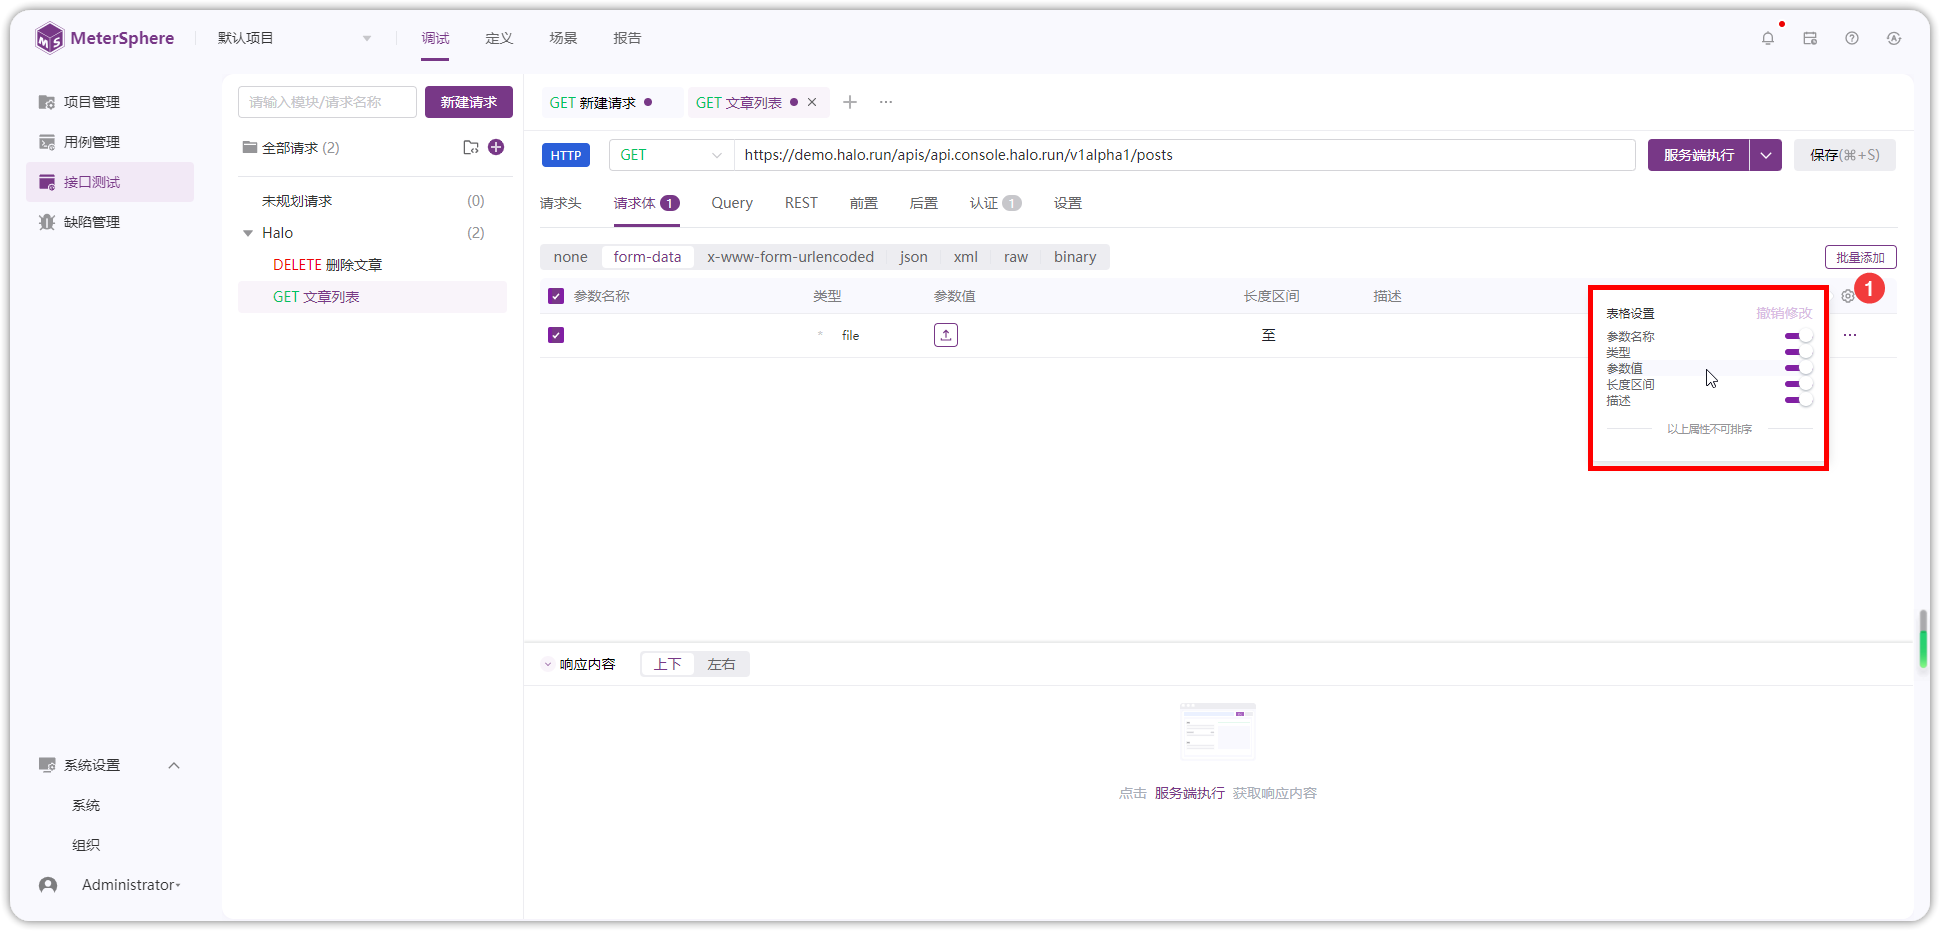 MeterSphere
默认项目
调试
定义
场景
报告
项目管理
用例管理
接口测试
缺陷管理
系统设置
系统
组织
Administrator
请输入模块/请求名称
新建请求
全部请求 (2)
未规划请求 (0)
Halo (2)
DELETE 删除文章
GET 文章列表
GET 新建请求
GET 文章列表
HTTP
GET
https://demo.halo.run/apis/api.console.halo.run/v1alpha1/posts
服务端执行
保存(⌘+S)
请求头
请求体 1
Query
REST
前置
后置
认证 1
设置
none
form-data
x-www-form-urlencoded
json
xml
raw
binary
批量添加
参数名称
类型
参数值
长度区间
描述
1
* file
至
表格设置
撤销修改
参数名称
类型
参数值
长度区间
描述
以上属性不可排序
响应内容
上下
左右
点击 服务端执行 获取响应内容